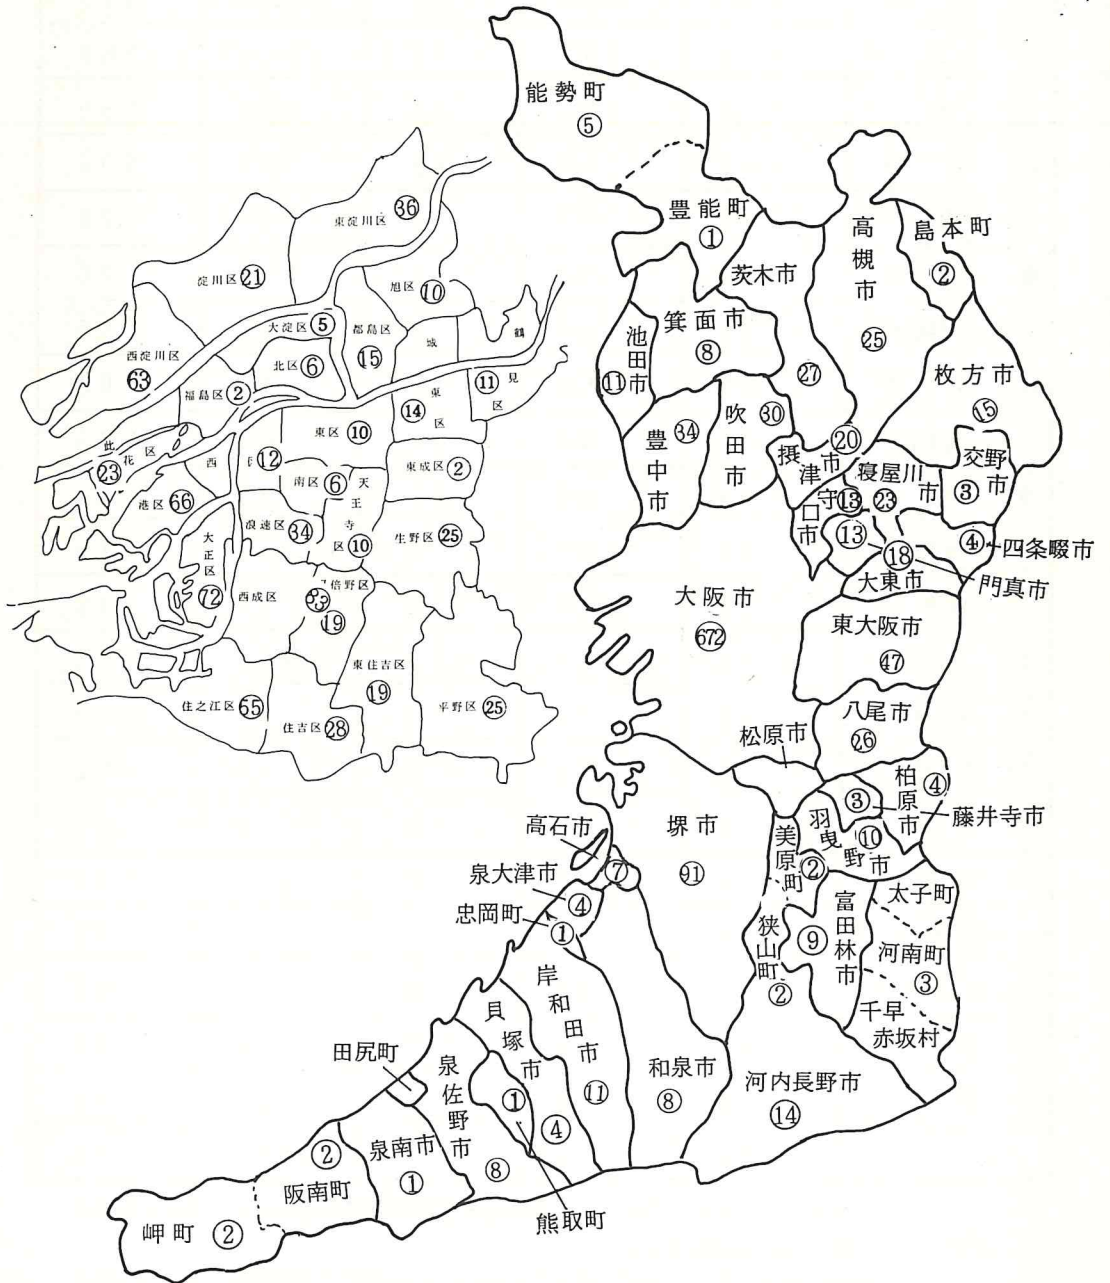 能勢町
⑤
豊能町
①
茨木市
㉗
高槻市
㉕
島本町
②
箕面市
⑧
池田市
⑪
豊中市
㉞
吹田市
㉚
摂津市
⑳
枚方市
⑮
交野市
③
寝屋川市
㉓
守口市
⑬
⑬
四条畷市
④
門真市
⑱
大東市
大阪市
672
東大阪市
㊼
八尾市
㉖
松原市
柏原市
④
藤井寺市
③
羽曳野市
⑩
美原町
②
堺市
91
高石市
⑦
泉大津市
④
忠岡町
①
狭山町
②
富田林市
⑨
太子町
河南町
③
千早
赤坂村
河内長野市
⑭
和泉市
⑧
岸和田市
⑪
貝塚市
④
熊取町
①
泉佐野市
⑧
田尻町
泉南市
①
阪南町
②
岬町
②
東淀川区
㊱
淀川区
㉑
旭区
⑩
大淀区
⑤
都島区
⑮
北区
⑥
西淀川区
63
福島区
②
城東区
⑭
鶴見区
⑪
此花区
㉓
西
⑫
東区
⑩
東成区
②
港区
66
南区
⑥
天王寺区
⑩
浪速区
㉞
生野区
㉕
大正区
72
西成区
倍野区
⑲
住之江区
55
住吉区
㉘
東住吉区
⑲
平野区
㉕